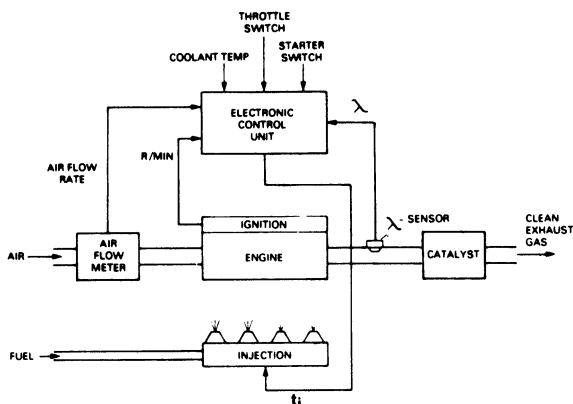 THROTTLE
SWITCH
STARTER
SWITCH
COOLANT TEMP
λ
ELECTRONIC
CONTROL
UNIT
R/MIN
AIR FLOW
RATE
λ- SENSOR
IGNITION
CLEAN
EXHAUST
GAS
AIR
FLOW
METER
AIR
ENGINE
CATALYST
FUEL
INJECTION
ti